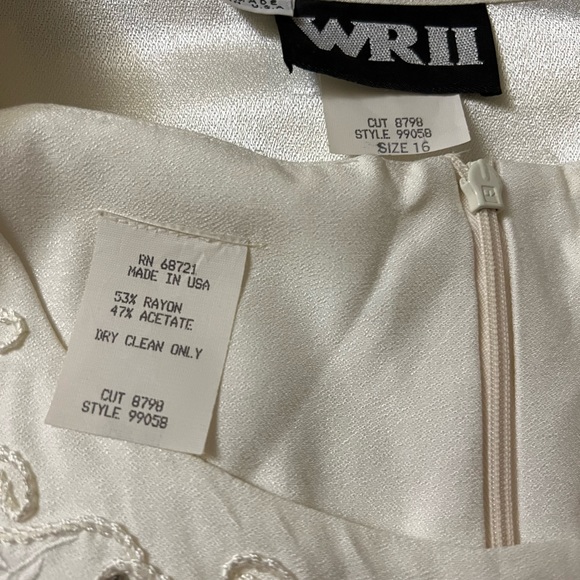 WRII
CUT 8798
STYLE 99058
SIZE 16
RN 68721
MADE IN USA
53% RAYON
47% ACETATE
DRY CLEAN ONLY
CUT 8798
STYLE 99058